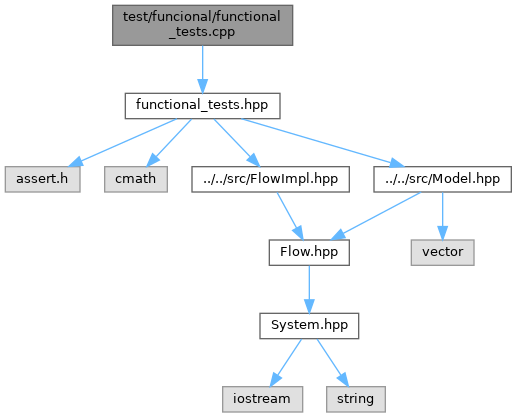 test/funcional/functional
_tests.cpp
functional_tests.hpp
assert.h
cmath
../../src/FlowImpl.hpp
../../src/Model.hpp
Flow.hpp
vector
System.hpp
iostream
string